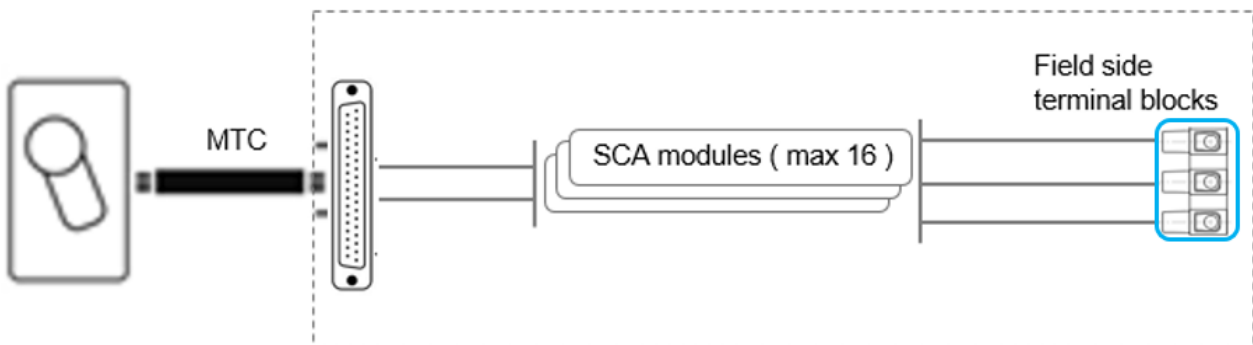 Field side
terminal blocks
MTC
SCA modules ( max 16 )